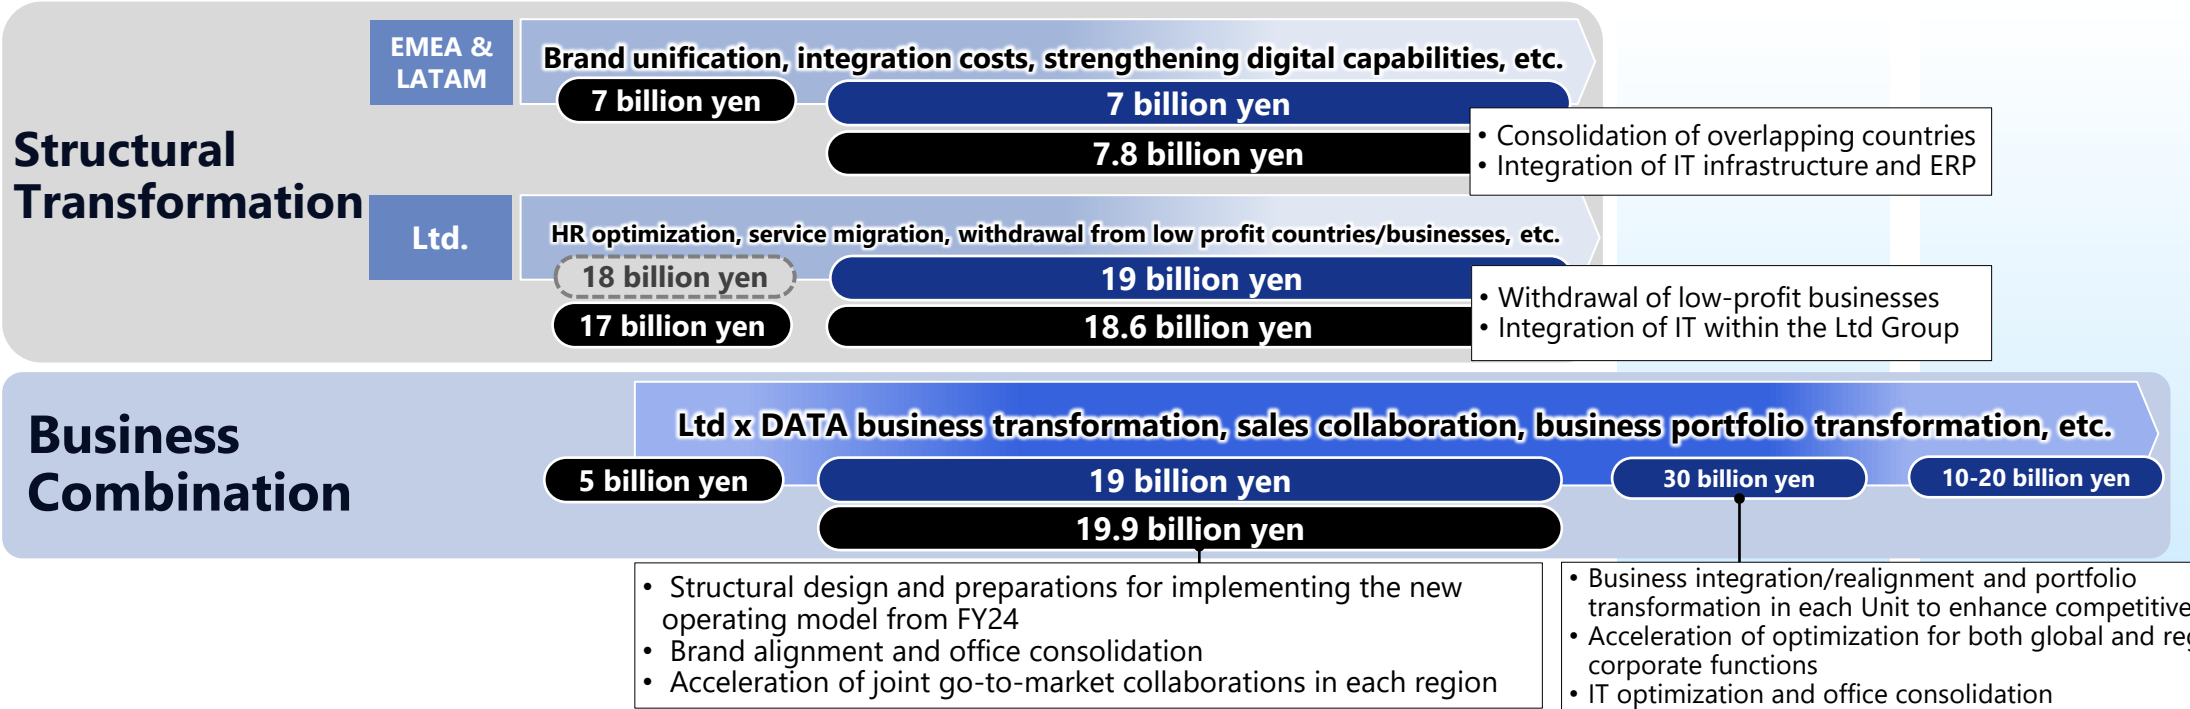 Structural
Transformation
EMEA &
LATAM
Brand unification, integration costs, strengthening digital capabilities, etc.
7 billion yen
7 billion yen
7.8 billion yen
• Consolidation of overlapping countries
• Integration of IT infrastructure and ERP
Ltd.
HR optimization, service migration, withdrawal from low profit countries/businesses, etc.
18 billion yen
19 billion yen
17 billion yen
18.6 billion yen
• Withdrawal of low-profit businesses
• Integration of IT within the Ltd Group
Business
Combination
Ltd x DATA business transformation, sales collaboration, business portfolio transformation, etc.
5 billion yen
19 billion yen
30 billion yen
10-20 billion yen
19.9 billion yen
• Structural design and preparations for implementing the new
operating model from FY24
• Brand alignment and office consolidation
• Acceleration of joint go-to-market collaborations in each region
• Business integration/realignment and portfolio
transformation in each Unit to enhance competitive
• Acceleration of optimization for both global and
corporate functions
• IT optimization and office consolidation